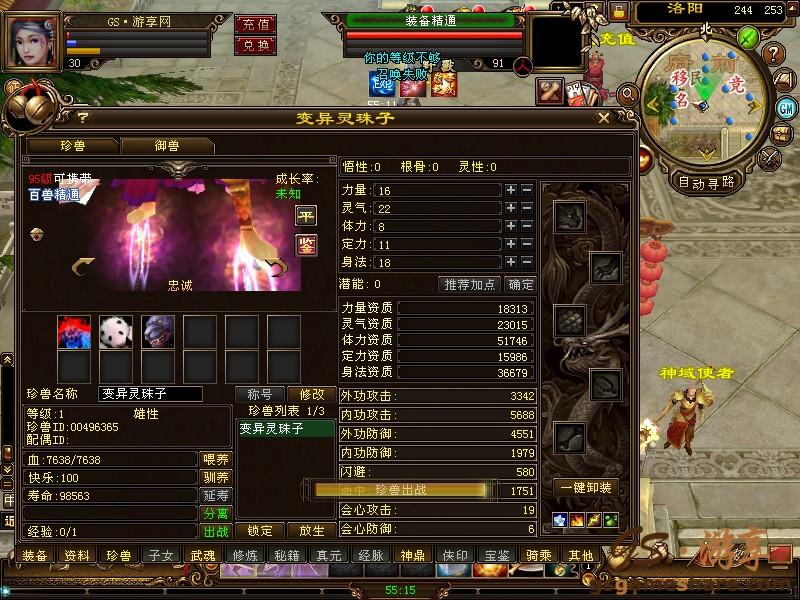 GS·游享网
充值
兑换
30
装备精通
91
你的等级不够
召唤失败
55:11
充值
洛阳
244 253
北
移民
竞
名
GM
自动寻路
变异灵珠子
珍兽
御兽
95级可携带
百兽精通
成长率:
未知
平
鉴
忠诚
悟性:0
根骨:0
灵性:0
力量:16
灵气:22
体力:8
定力:11
身法:18
潜能:0
推荐加点
确定
力量资质 18313
灵气资质 23015
体力资质 51746
定力资质 15986
身法资质 36679
珍兽名称 变异灵珠子
称号
修改
等级:1 雄性
珍兽ID:00496365
配偶ID:
珍兽列表 1/3
变异灵珠子
血:7638/7638
喂养
快乐:100
驯养
寿命:98563
延寿
分离
经验:0/1
出战
锁定
放生
外功攻击: 3342
内功攻击: 5688
外功防御: 4551
内功防御: 1979
闪避: 580
命中 1751
珍兽出战
会心攻击: 19
会心防御: 6
一键卸装
神域使者
装备 资料 珍兽 子女 武魂 修炼 秘籍 真元 经脉 神鼎 侠印 宝鉴 骑乘 其他
55:15
GS·游享